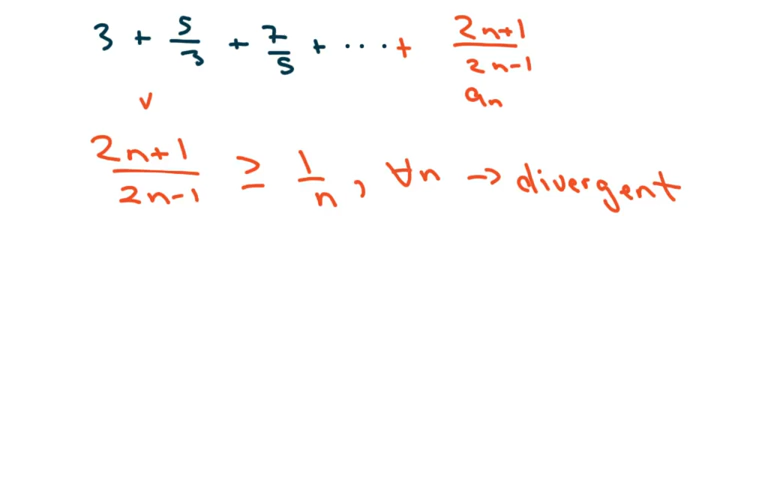 3 + 5/3 + 7/5 + ⋯ + (2n+1)/(2n-1)
∨ aₙ
(2n+1)/(2n-1) ≥ 1/n, ∀n → divergent